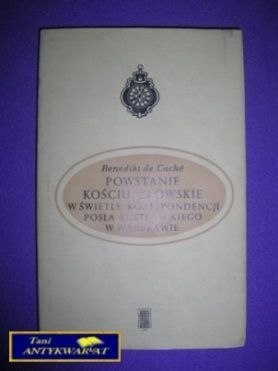 Benedikt de Caché
POWSTANIE
KOŚCIUSZKOWSKIE
W ŚWIETLE KORESPONDENCJI
POSŁA AUSTRIACKIEGO
W WARSZAWIE
Tani
ANTYKWARIAT